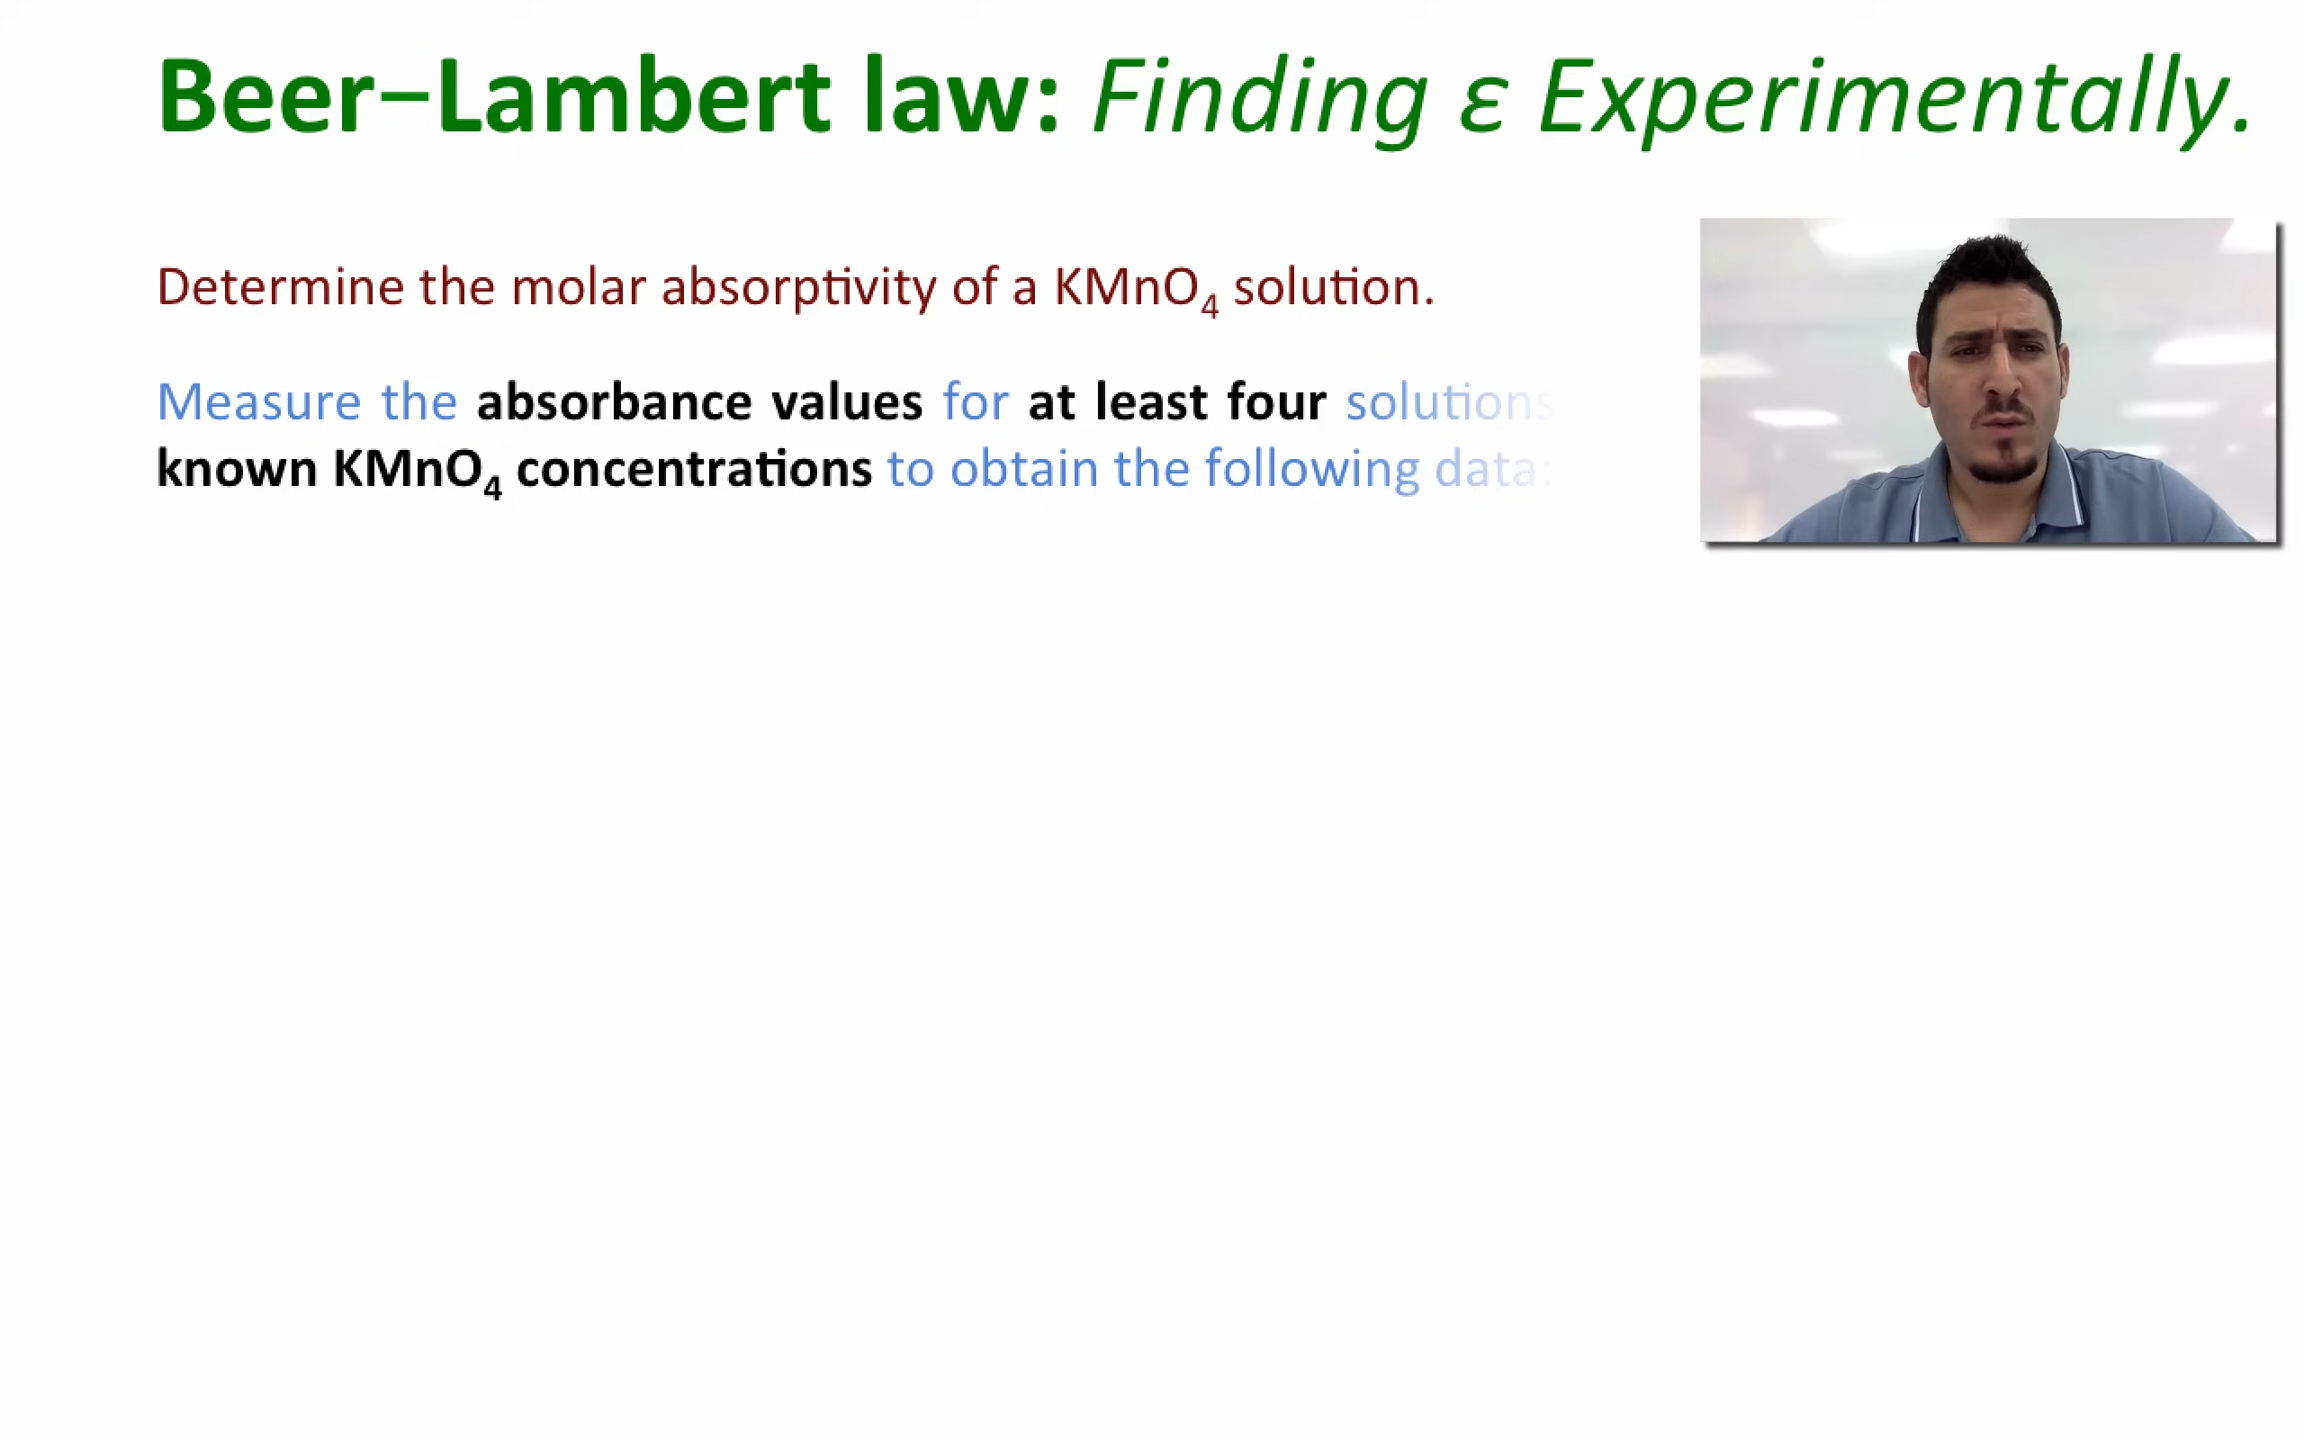 Beer−Lambert law: Finding ε Experimentally.
Determine the molar absorptivity of a KMnO₄ solution.
Measure the absorbance values for at least four solutions
known KMnO₄ concentrations to obtain the following data: